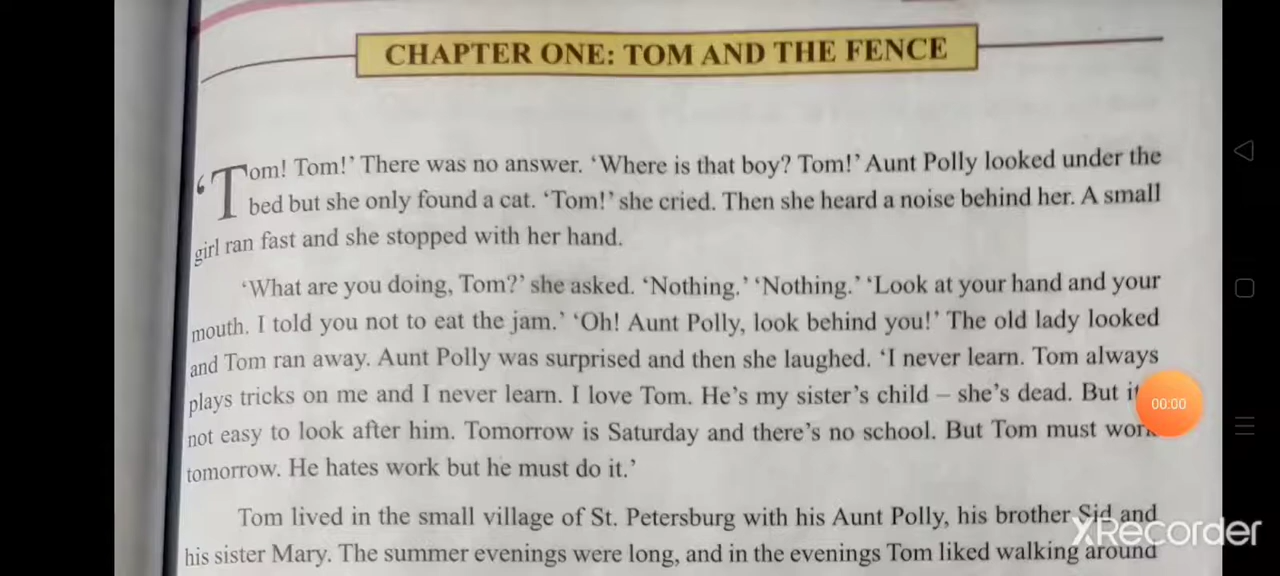 CHAPTER ONE: TOM AND THE FENCE
‘Tom! Tom!’ There was no answer. ‘Where is that boy? Tom!’ Aunt Polly looked under the
bed but she only found a cat. ‘Tom!’ she cried. Then she heard a noise behind her. A small
girl ran fast and she stopped with her hand.
‘What are you doing, Tom?’ she asked. ‘Nothing.’ ‘Nothing.’ ‘Look at your hand and your
mouth. I told you not to eat the jam.’ ‘Oh! Aunt Polly, look behind you!’ The old lady looked
and Tom ran away. Aunt Polly was surprised and then she laughed. ‘I never learn. Tom always
plays tricks on me and I never learn. I love Tom. He’s my sister’s child – she’s dead. But
00:00
not easy to look after him. Tomorrow is Saturday and there’s no school. But Tom must work
tomorrow. He hates work but he must do it.’
Tom lived in the small village of St. Petersburg with his Aunt Polly, his brother Sid and
his sister Mary. The summer evenings were long, and in the evenings Tom liked walking around
XRecorder